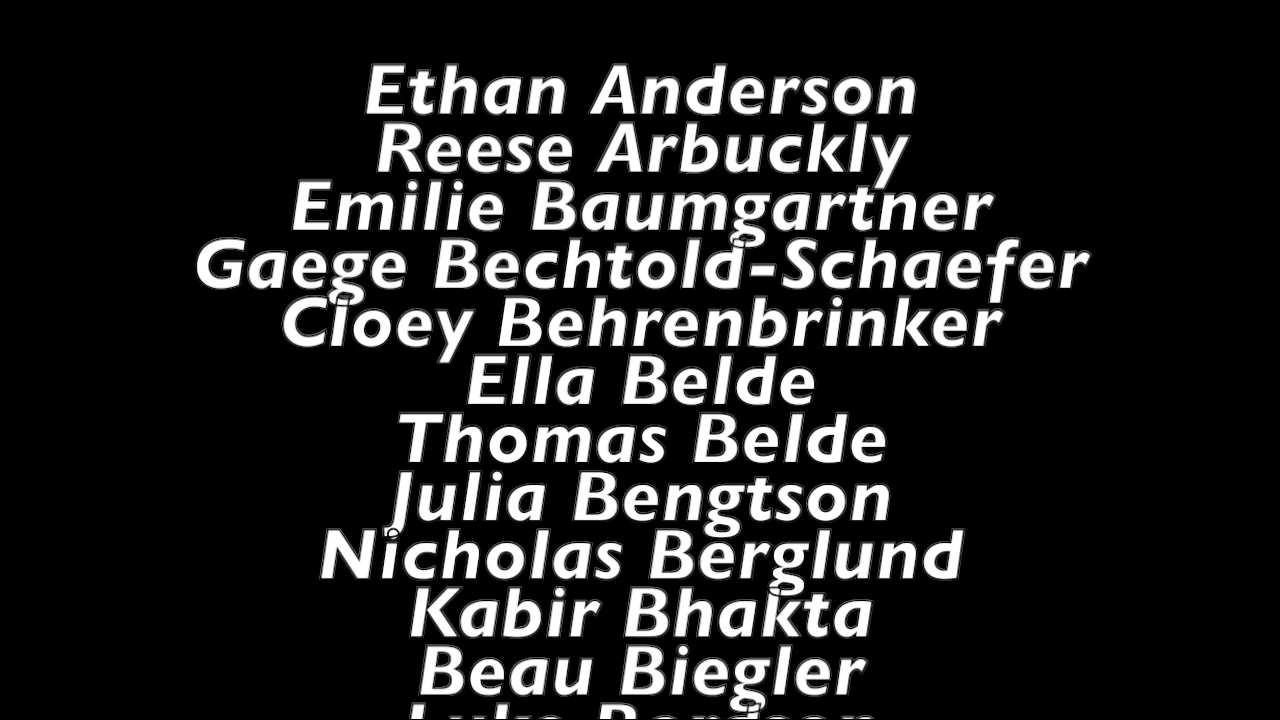 Ethan Anderson
Reese Arbuckly
Emilie Baumgartner
Gaege Bechtold-Schaefer
Cloey Behrenbrinker
Ella Belde
Thomas Belde
Julia Bengtson
Nicholas Berglund
Kabir Bhakta
Beau Biegler